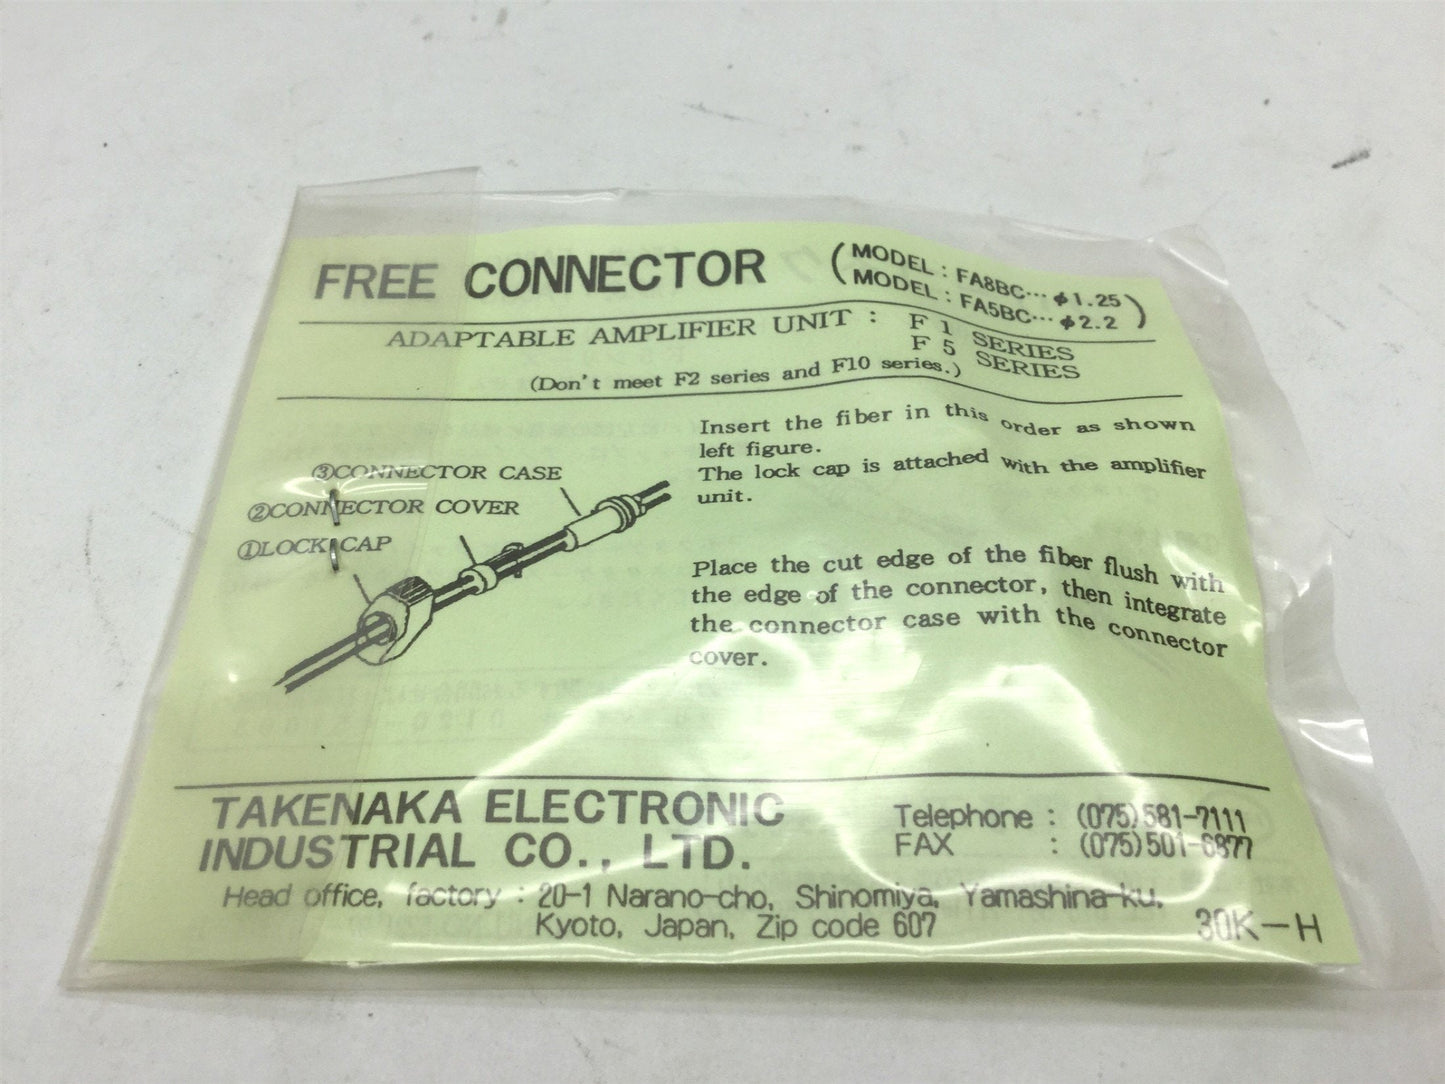 FREE CONNECTOR
(MODEL : FA8BC… ϕ1.25
MODEL : FA5BC… ϕ2.2)
ADAPTABLE AMPLIFIER UNIT : F 1 SERIES
F 5 SERIES
(Don't meet F2 series and F10 series.)
Insert the fiber in this order as shown
left figure.
The lock cap is attached with the amplifier
unit.
③CONNECTOR CASE
②CONNECTOR COVER
①LOCK CAP
Place the cut edge of the fiber flush with
the edge of the connector, then integrate
the connector case with the connector
cover.
TAKENAKA ELECTRONIC
INDUSTRIAL CO., LTD.
Telephone : (075)581-7111
FAX : (075)501-6877
Head office, factory : 20-1 Narano-cho, Shinomiya, Yamashina-ku,
Kyoto, Japan, Zip code 607
30K-H